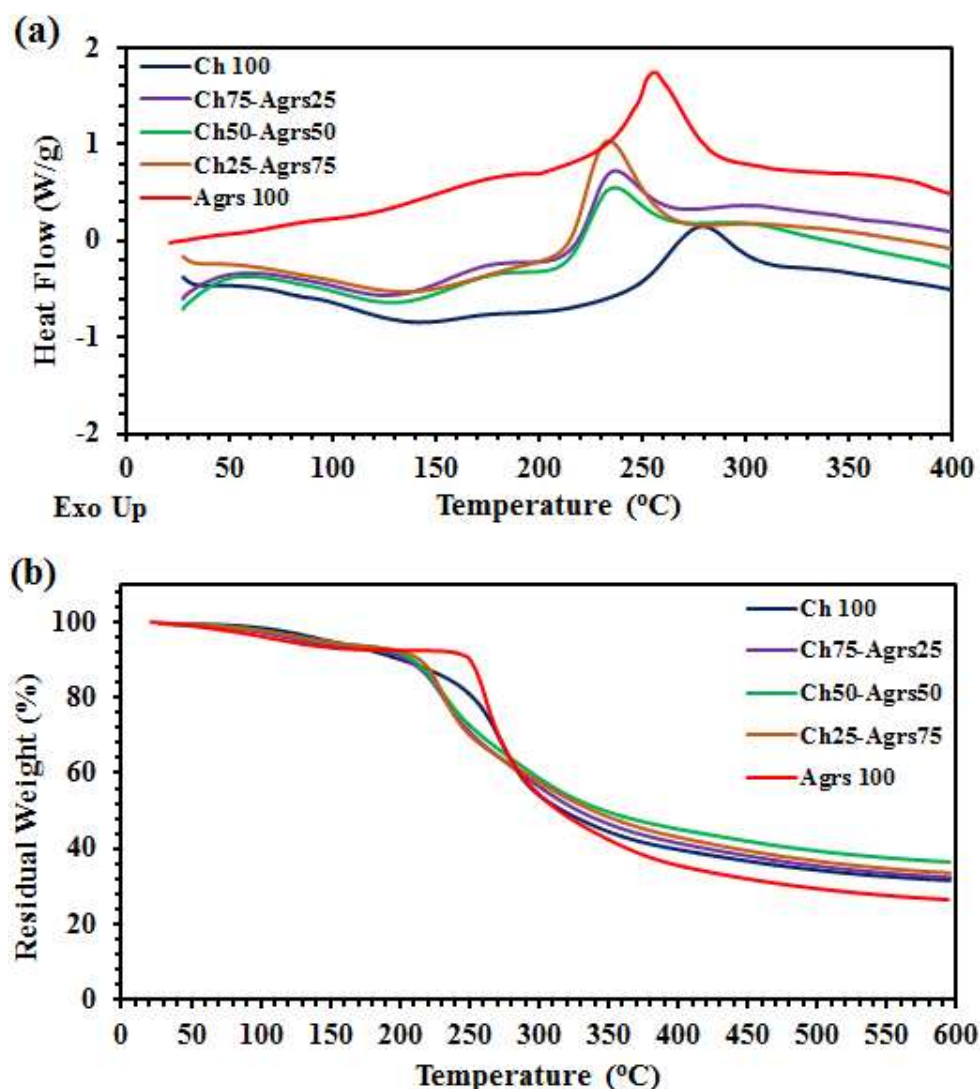 (a)
2
1
0
-1
-2
Heat Flow (W/g)
Ch 100
Ch75-Agrs25
Ch50-Agrs50
Ch25-Agrs75
Agrs 100
0 50 100 150 200 250 300 350 400
Exo Up
Temperature (ºC)
(b)
100
80
60
40
20
0
Residual Weight (%)
Ch 100
Ch75-Agrs25
Ch50-Agrs50
Ch25-Agrs75
Agrs 100
0 50 100 150 200 250 300 350 400 450 500 550 600
Temperature (ºC)